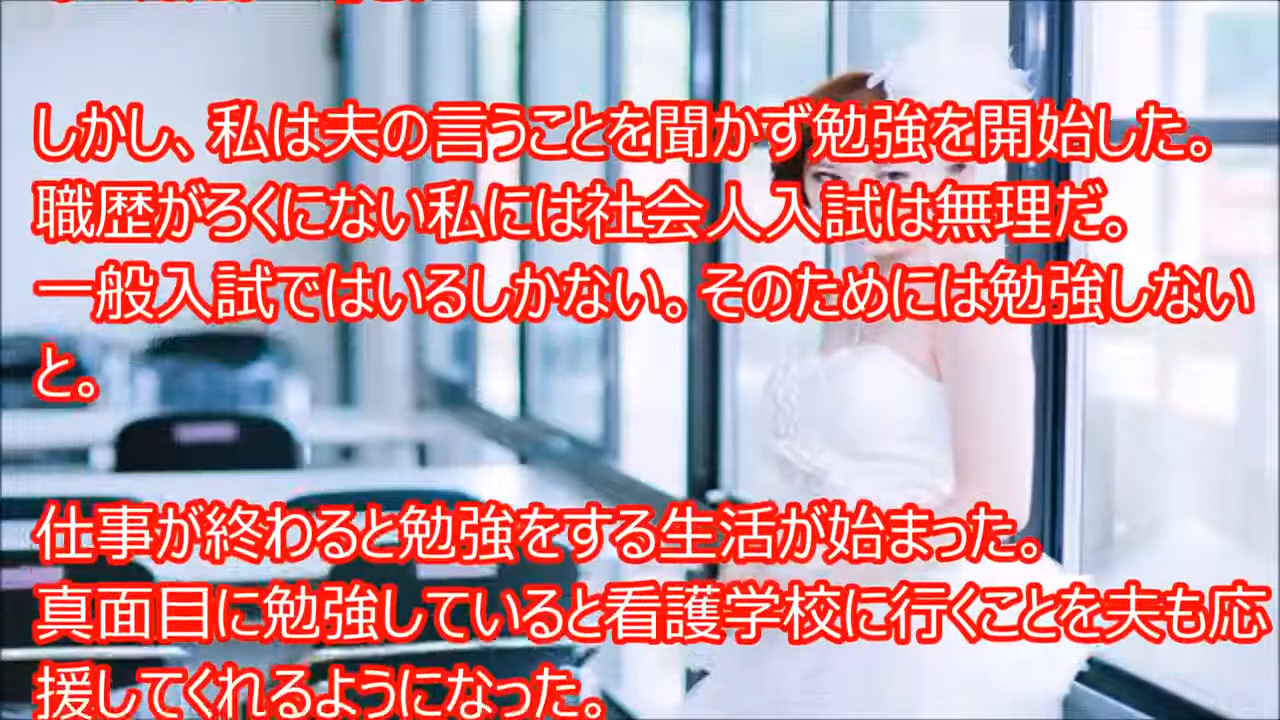 しかし、私は夫の言うことを聞かず勉強を開始した。
職歴がろくにない私には社会人入試は無理だ。
一般入試ではいるしかない。そのためには勉強しない
と。
仕事が終わると勉強をする生活が始まった。
真面目に勉強していると看護学校に行くことを夫も応
援してくれるようになった。